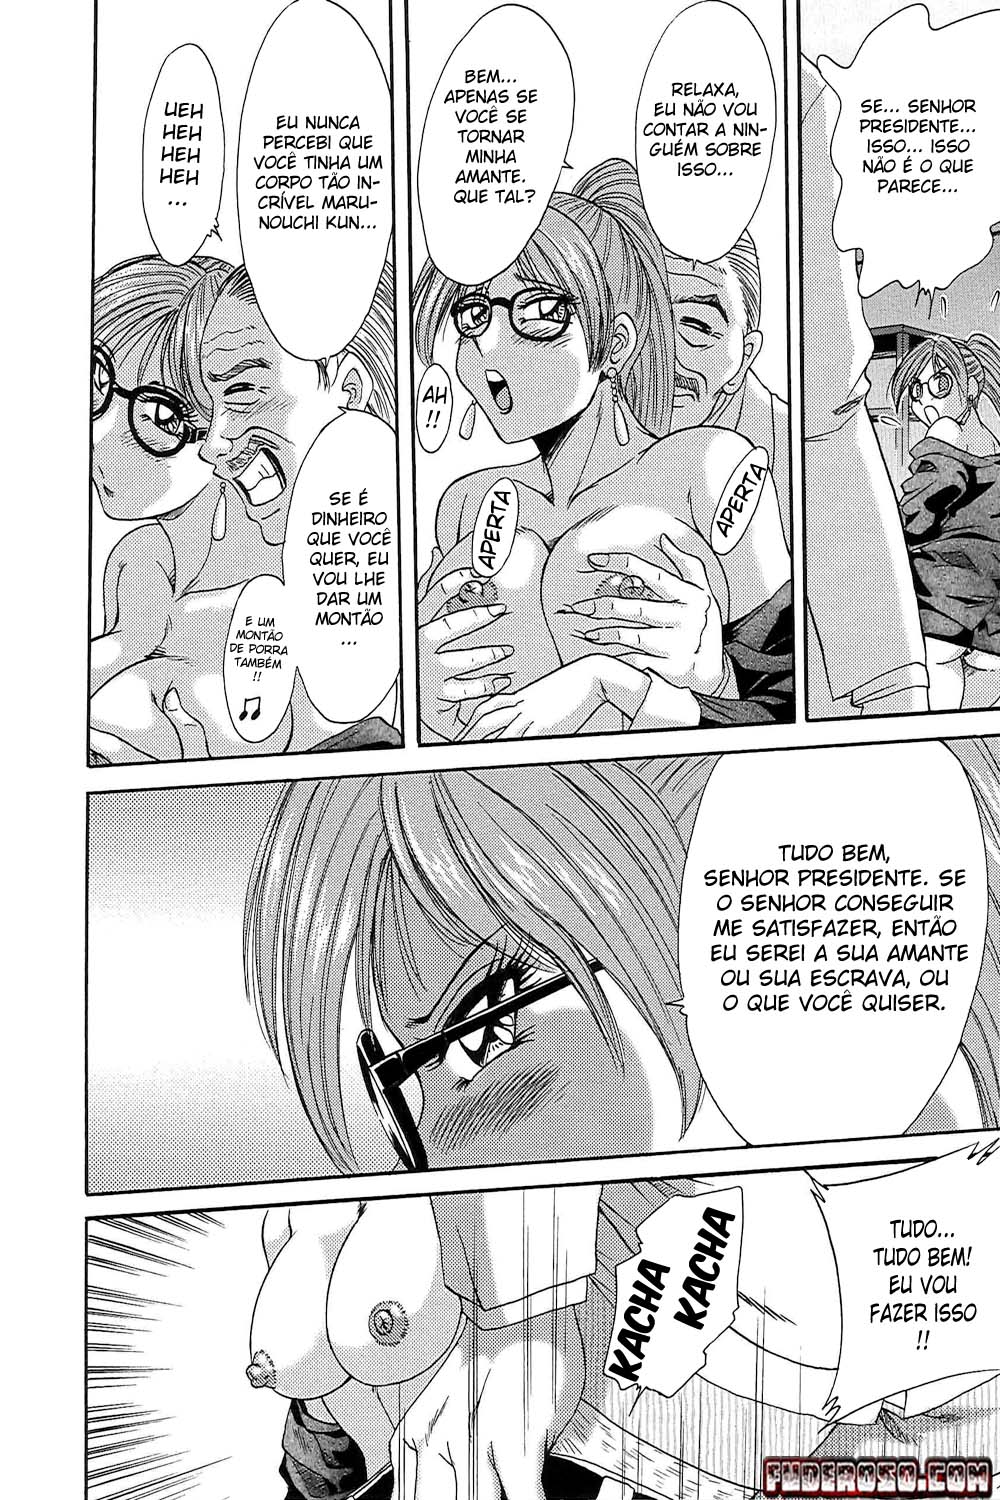 SE... SENHOR
PRESIDENTE...
ISSO... ISSO
NÃO É O QUE
PARECE...
RELAXA,
EU NÃO VOU
CONTAR A NIN-
GUÉM SOBRE
ISSO...
BEM...
APENAS SE
VOCÊ SE
TORNAR
MINHA
AMANTE.
QUE TAL?
AH
!!
APERTA
APERTA
EU NUNCA
PERCEBI QUE
VOCÊ TINHA UM
CORPO TÃO IN-
CRÍVEL MARU-
NOUCHI KUN...
UEH
HEH
HEH
HEH
...
SE É
DINHEIRO
QUE VOCÊ
QUER, EU
VOU LHE
DAR UM
MONTÃO
...
E UM
MONTÃO
DE PORRA
TAMBÉM
!!
TUDO BEM,
SENHOR PRESIDENTE. SE
O SENHOR CONSEGUIR
ME SATISFAZER, ENTÃO
EU SEREI A SUA AMANTE
OU SUA ESCRAVA, OU
O QUE VOCÊ QUISER.
TUDO...
TUDO BEM!
EU VOU
FAZER ISSO
!!
KACHA
KACHA
FUDEROSO.COM